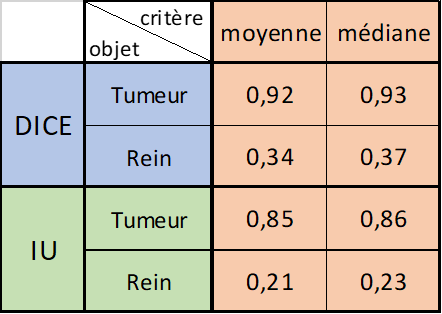 critère
objet
moyenne
médiane
DICE
Tumeur
0,92
0,93
Rein
0,34
0,37
IU
Tumeur
0,85
0,86
Rein
0,21
0,23